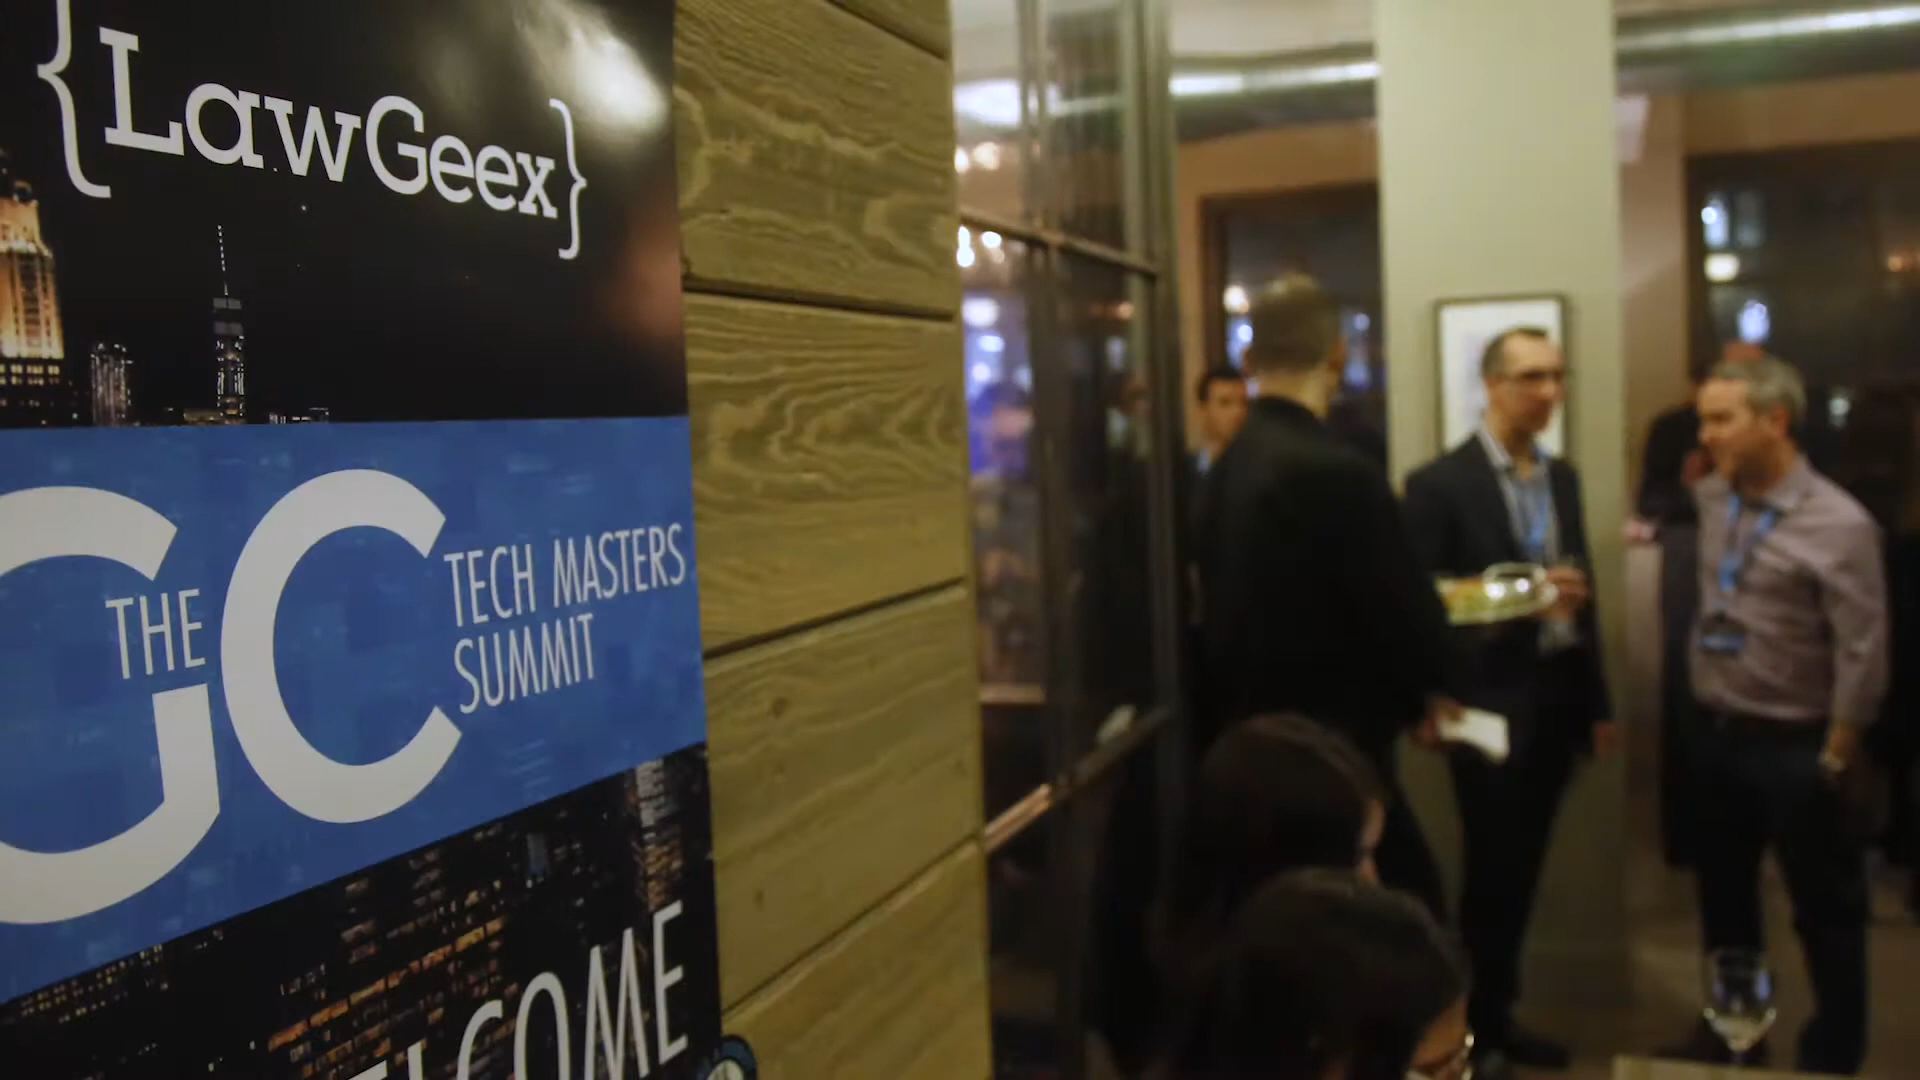 {LawGeex}
THE GC TECH MASTERS
SUMMIT